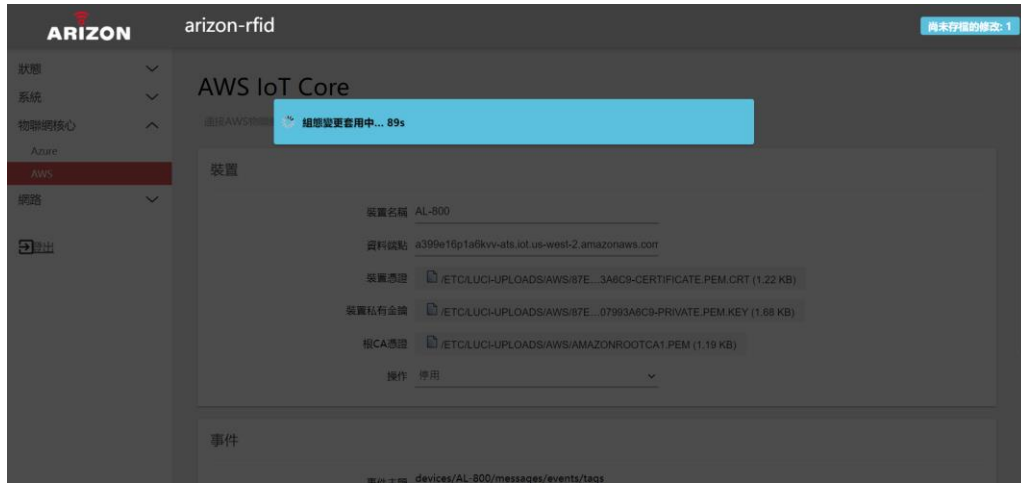 ARIZON
arizon-rfid
尚未存檔的修改: 1
狀態
系統
物聯網核心
Azure
AWS
網路
登出
AWS IoT Core
組態變更套用中... 89s
裝置
裝置名稱 AL-800
資料端點 a399e16p1a6kvv-ats.iot.us-west-2.amazonaws.com
裝置憑證 /ETC/LUCI-UPLOADS/AWS/87E...3A6C9-CERTIFICATE.PEM.CRT (1.22 KB)
裝置私有金鑰 /ETC/LUCI-UPLOADS/AWS/87E...07993A6C9-PRIVATE.PEM.KEY (1.68 KB)
根CA憑證 /ETC/LUCI-UPLOADS/AWS/AMAZONROOTCA1.PEM (1.19 KB)
操作 停用
事件
事件主題 devices/AL-800/messages/events/tags